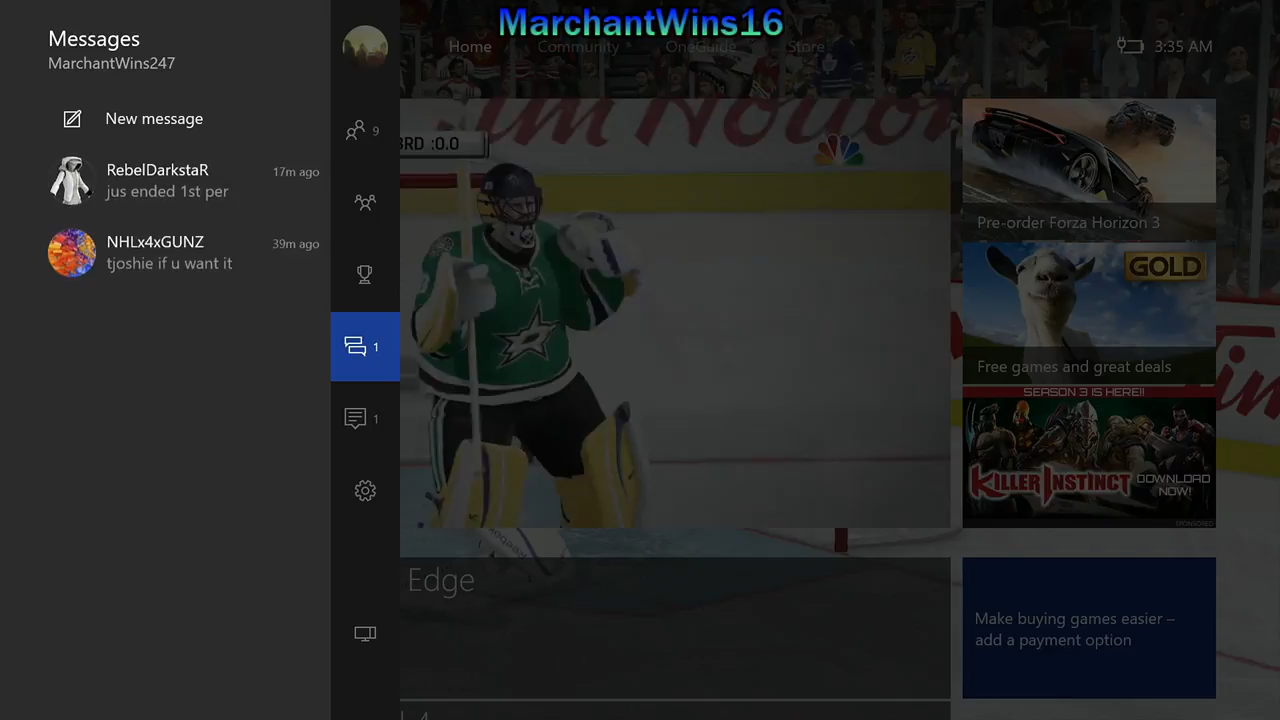 MarchantWins16
Messages
MarchantWins247
New message
RebelDarkstaR
17m ago
jus ended 1st per
NHLx4xGUNZ
39m ago
tjoshie if u want it
9
1
1
Home
Community
OneGuide
Store
3:35 AM
BRD :0.0
Tim Horton
Pre-order Forza Horizon 3
GOLD
Free games and great deals
SEASON 3 IS HERE!!
KILLER INSTINCT
DOWNLOAD
NOW!
SPONSORED
Edge
Make buying games easier –
add a payment option